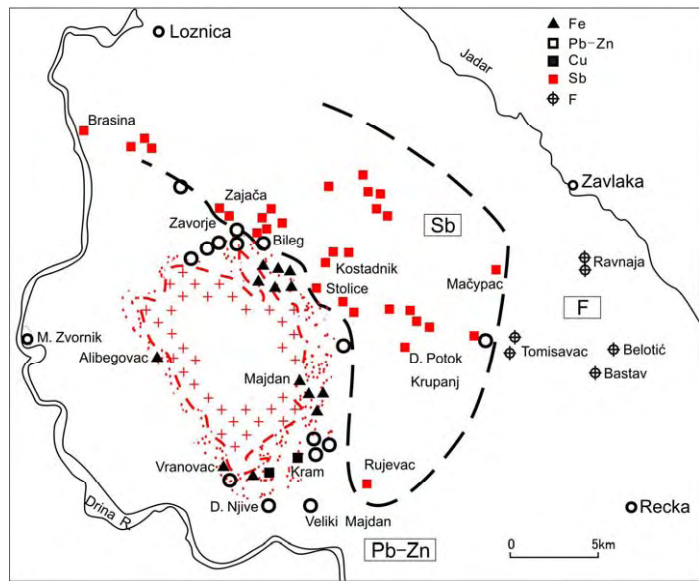 Loznica
Fe
Pb-Zn
Cu
Sb
F
Jadar
Brasina
Zajača
Zavlaka
Zavorje
Bileg
Sb
Kostadnik
Ravnaja
Stolice
Mačypac
F
M. Zvornik
Alibegovac
Tomisavac
Belotić
D. Potok
Majdan
Krupanj
Bastav
Vranovac
Kram
Rujevac
D. Njive
Veliki Majdan
Recka
Drina R.
Pb-Zn
0 5km